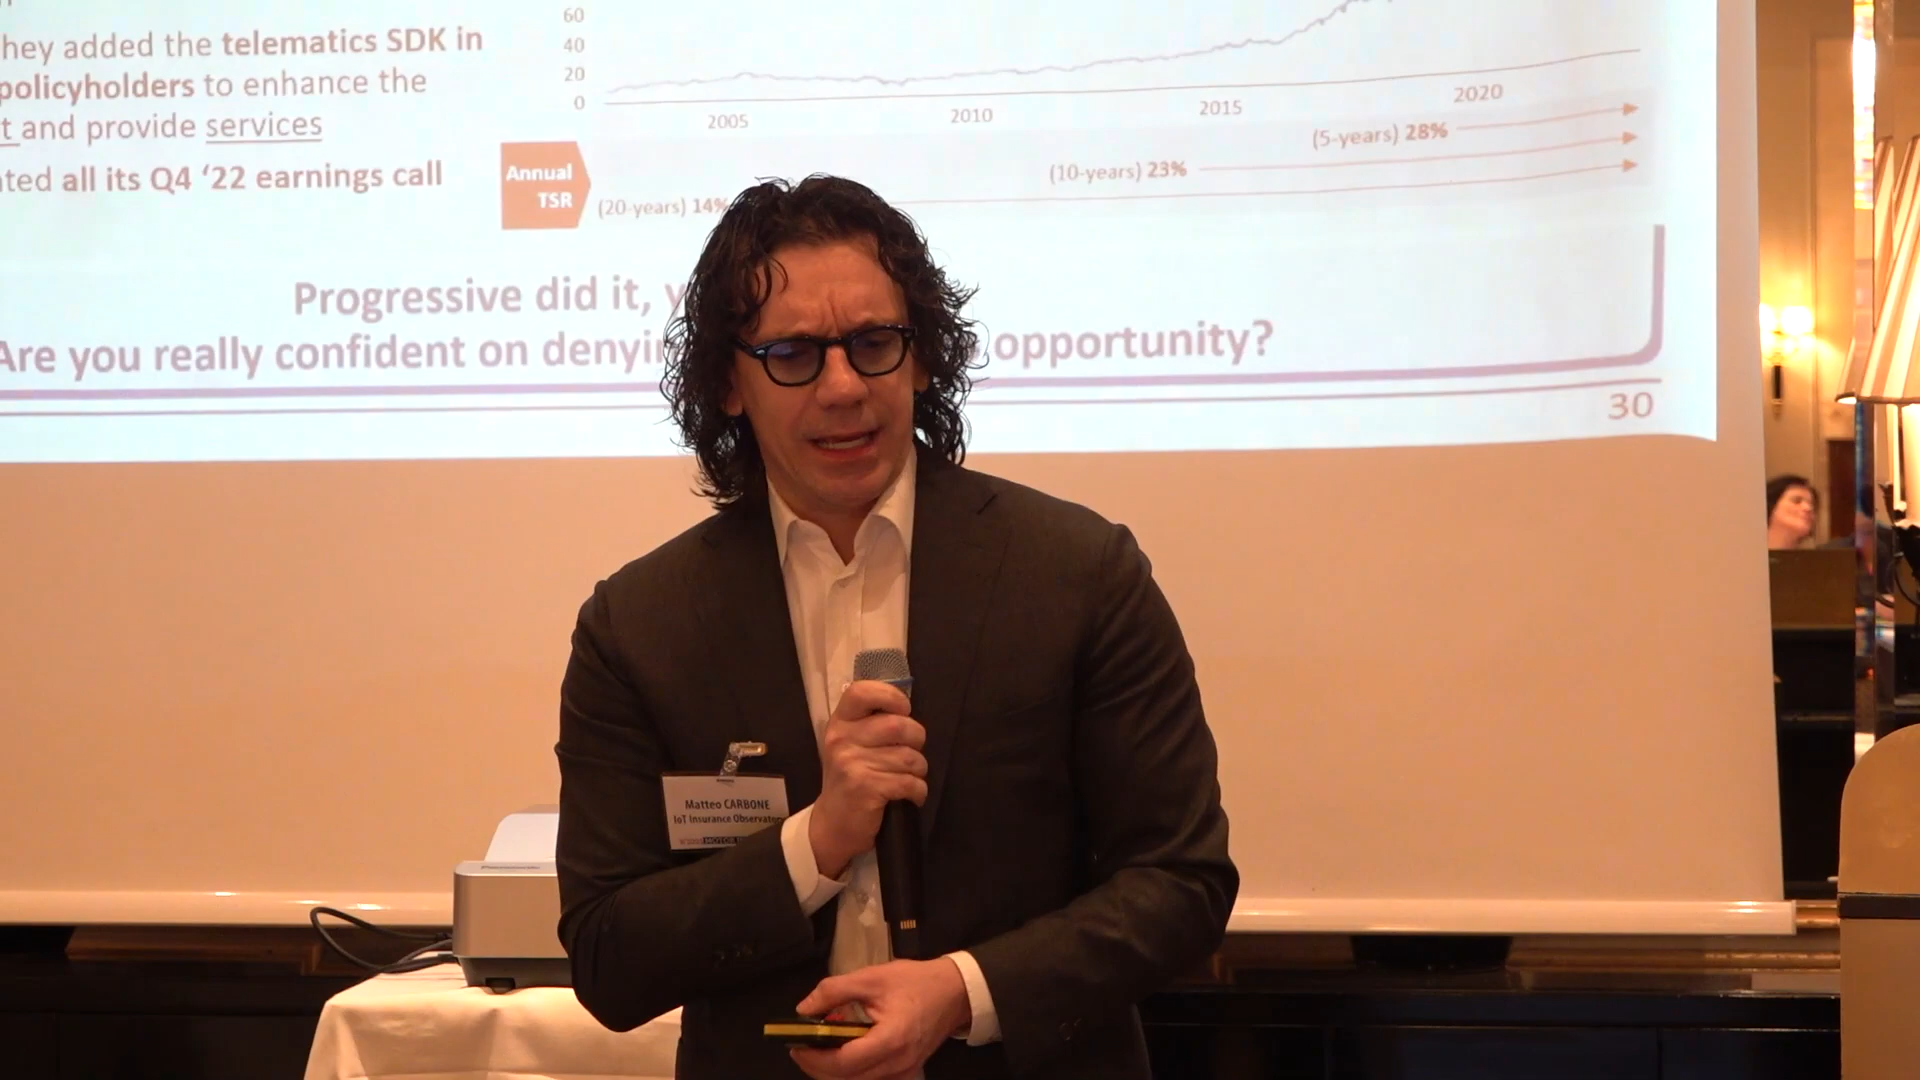 hey added the telematics SDK in
policyholders to enhance the
t and provide services
ated all its Q4 ‘22 earnings call
60
40
20
0
2005
2010
2015
2020
(5-years) 28%
(10-years) 23%
(20-years) 14%
Annual
TSR
Progressive did it, y
Are you really confident on denyin opportunity?
30
Matteo CARBONE
IoT Insurance Observatory
MOTOR